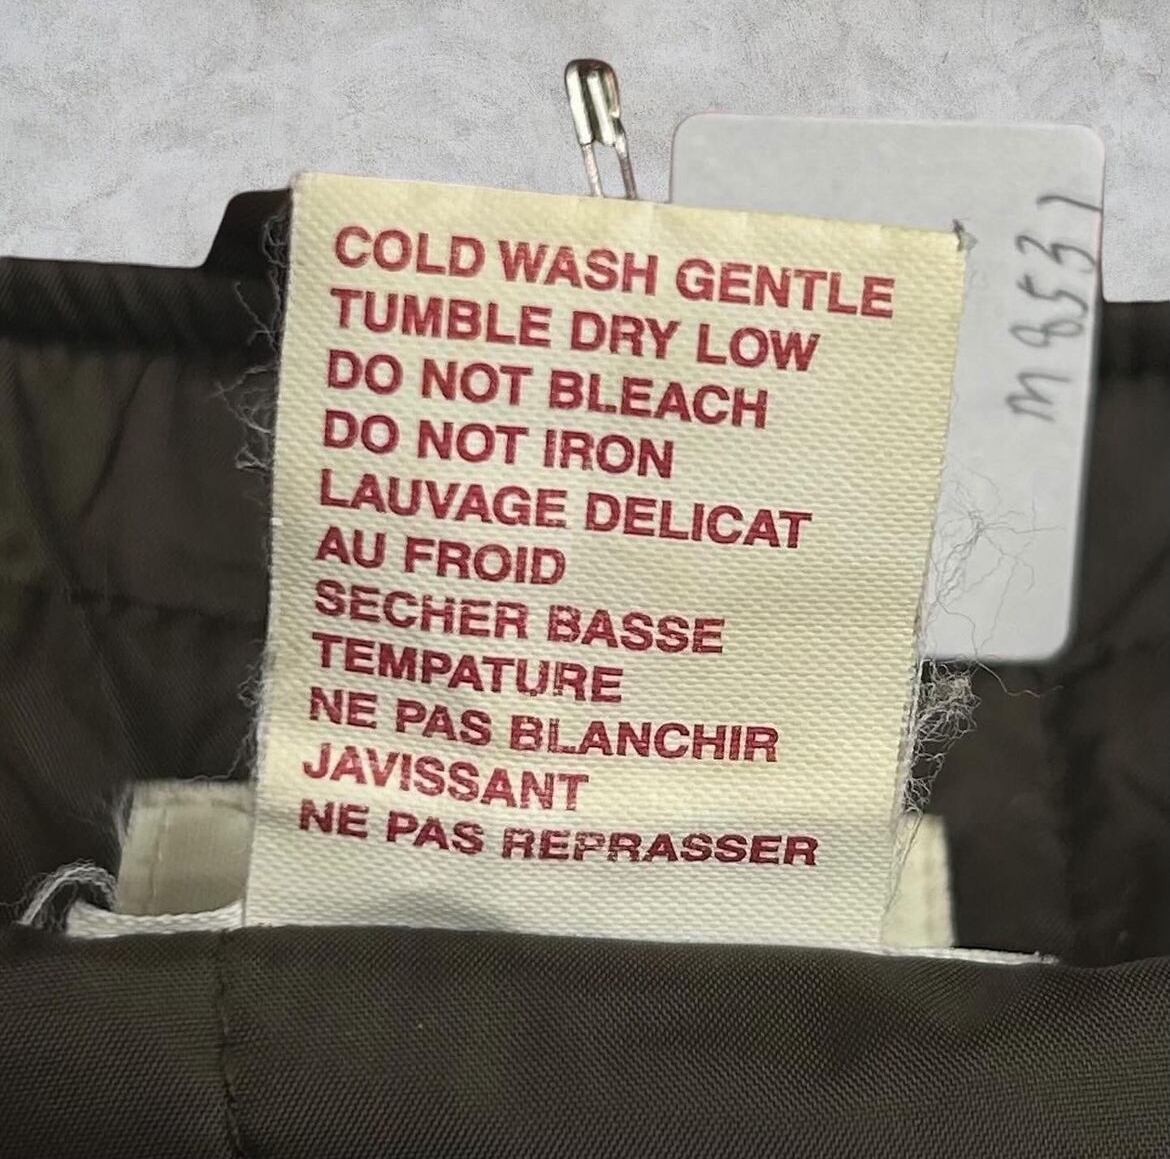 COLD WASH GENTLE
TUMBLE DRY LOW
DO NOT BLEACH
DO NOT IRON
LAUVAGE DELICAT
AU FROID
SECHER BASSE
TEMPATURE
NE PAS BLANCHIR
JAVISSANT
NE PAS REPRASSER
M8531